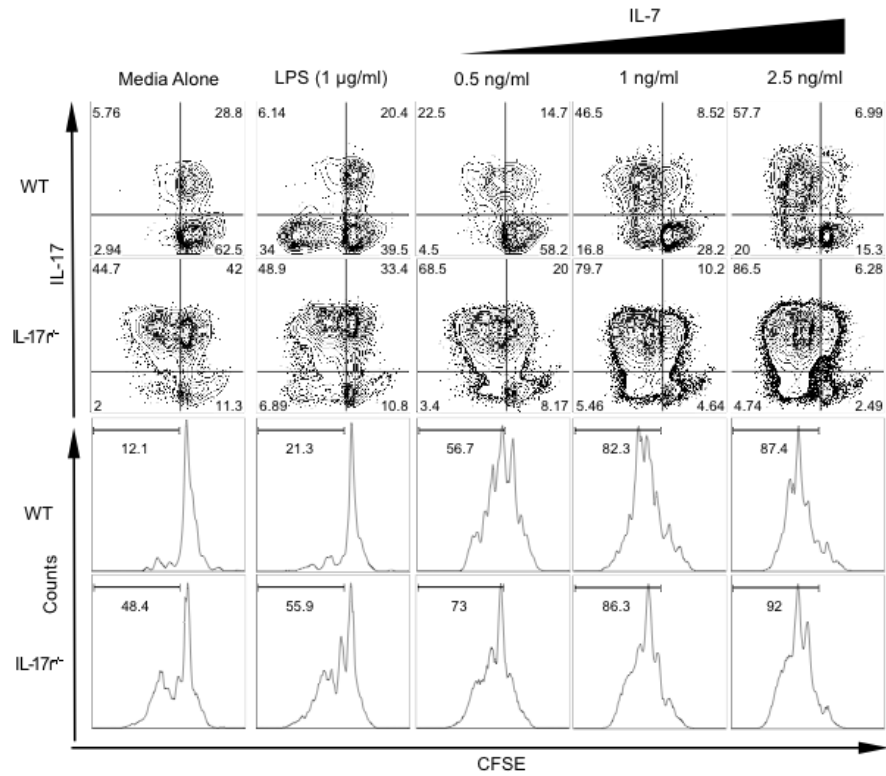 IL-7
Media Alone LPS (1 µg/ml) 0.5 ng/ml 1 ng/ml 2.5 ng/ml
5.76 28.8 6.14 20.4 22.5 14.7 46.5 8.52 57.7 6.99
WT
2.94 62.5 34 39.5 4.5 58.2 16.8 28.2 20 15.3
IL-17
44.7 42 48.9 33.4 68.5 20 79.7 10.2 86.5 6.28
IL-17r-/-
2 11.3 6.89 10.8 3.4 8.17 5.46 4.64 4.74 2.49
12.1 21.3 56.7 82.3 87.4
WT
Counts
48.4 55.9 73 86.3 92
IL-17r-/-
CFSE